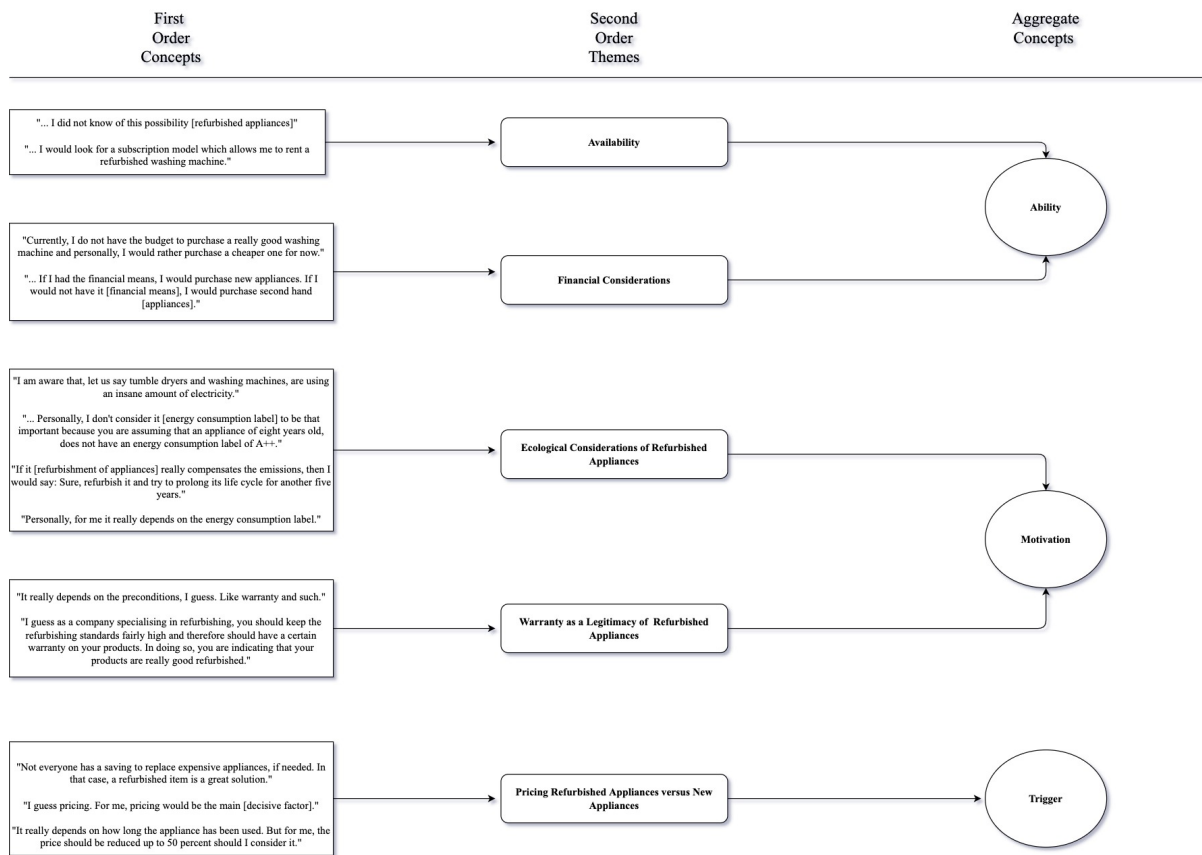 First
Order
Concepts
Second
Order
Themes
Aggregate
Concepts
"... I did not know of this possibility [refurbished appliances]"
"... I would look for a subscription model which allows me to rent a
refurbished washing machine."
Availability
Ability
"Currently, I do not have the budget to purchase a really good washing
machine and personally, I would rather purchase a cheaper one for now."
"... If I had the financial means, I would purchase new appliances. If I
would not have it [financial means], I would purchase second hand
[appliances]."
Financial Considerations
"I am aware that, let us say tumble dryers and washing machines, are using
an insane amount of electricity."
"... Personally, I don't consider it [energy consumption label] to be that
important because you are assuming that an appliance of eight years old,
does not have an energy consumption label of A++."
"If it [refurbishment of appliances] really compensates the emissions, then I
would say: Sure, refurbish it and try to prolong its life cycle for another five
years."
"Personally, for me it really depends on the energy consumption label."
Ecological Considerations of Refurbished
Appliances
Motivation
"It really depends on the preconditions, I guess. Like warranty and such."
"I guess as a company specialising in refurbishing, you should keep the
refurbishing standards fairly high and therefore should have a certain
warranty on your products. In doing so, you are indicating that your
products are really good refurbished."
Warranty as a Legitimacy of Refurbished
Appliances
"Not everyone has a saving to replace expensive appliances, if needed. In
that case, a refurbished item is a great solution."
"I guess pricing. For me, pricing would be the main [decisive factor]."
"It really depends on how long the appliance has been used. But for me, the
price should be reduced up to 50 percent should I consider it."
Pricing Refurbished Appliances versus New
Appliances
Trigger